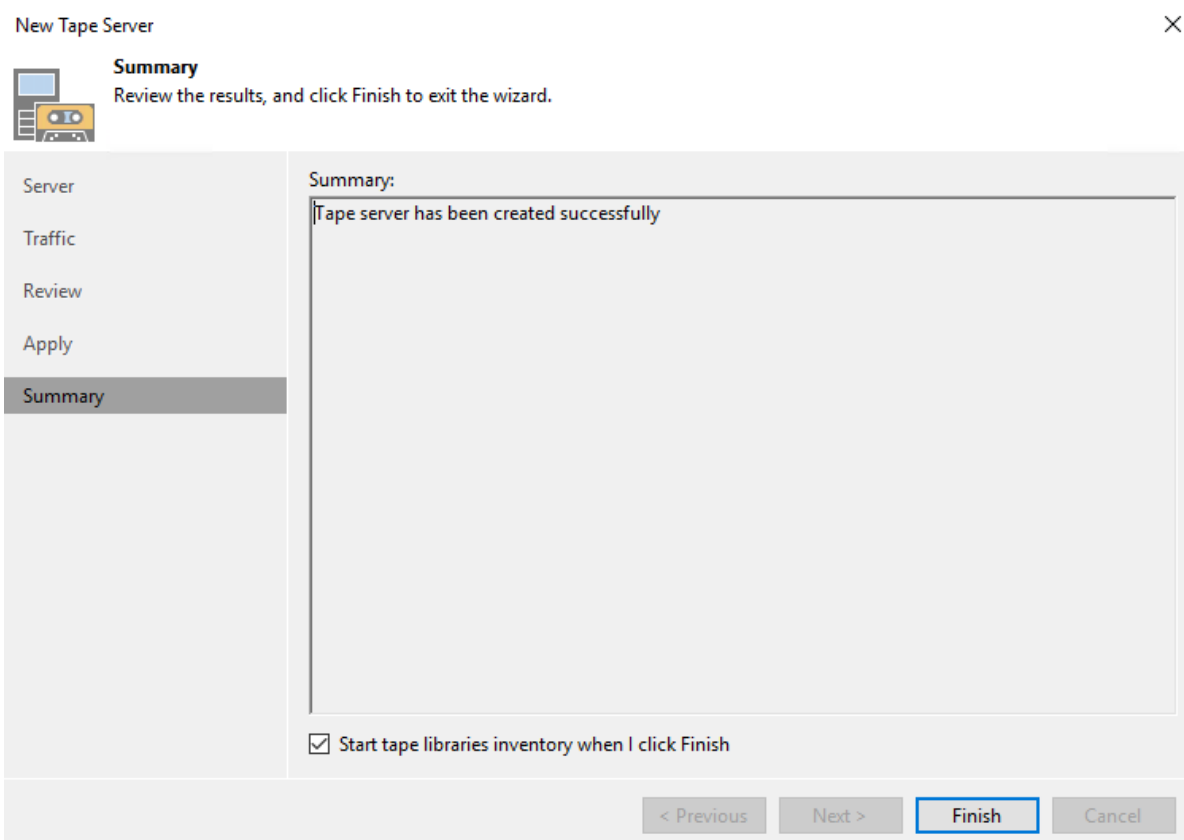 New Tape Server
Summary
Review the results, and click Finish to exit the wizard.
Server
Traffic
Review
Apply
Summary
Summary:
Tape server has been created successfully
Start tape libraries inventory when I click Finish
< Previous
Next >
Finish
Cancel